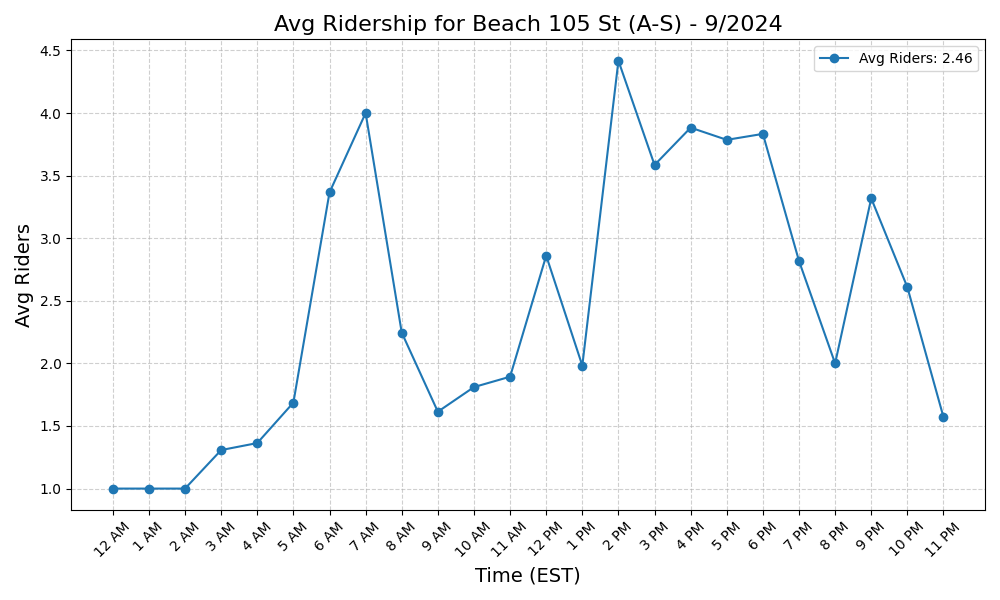 Avg Ridership for Beach 105 St (A-S) - 9/2024
Avg Riders: 2.46
Avg Riders
4.5
4.0
3.5
3.0
2.5
2.0
1.5
1.0
12 AM
1 AM
2 AM
3 AM
4 AM
5 AM
6 AM
7 AM
8 AM
9 AM
10 AM
11 AM
12 PM
1 PM
2 PM
3 PM
4 PM
5 PM
6 PM
7 PM
8 PM
9 PM
10 PM
11 PM
Time (EST)